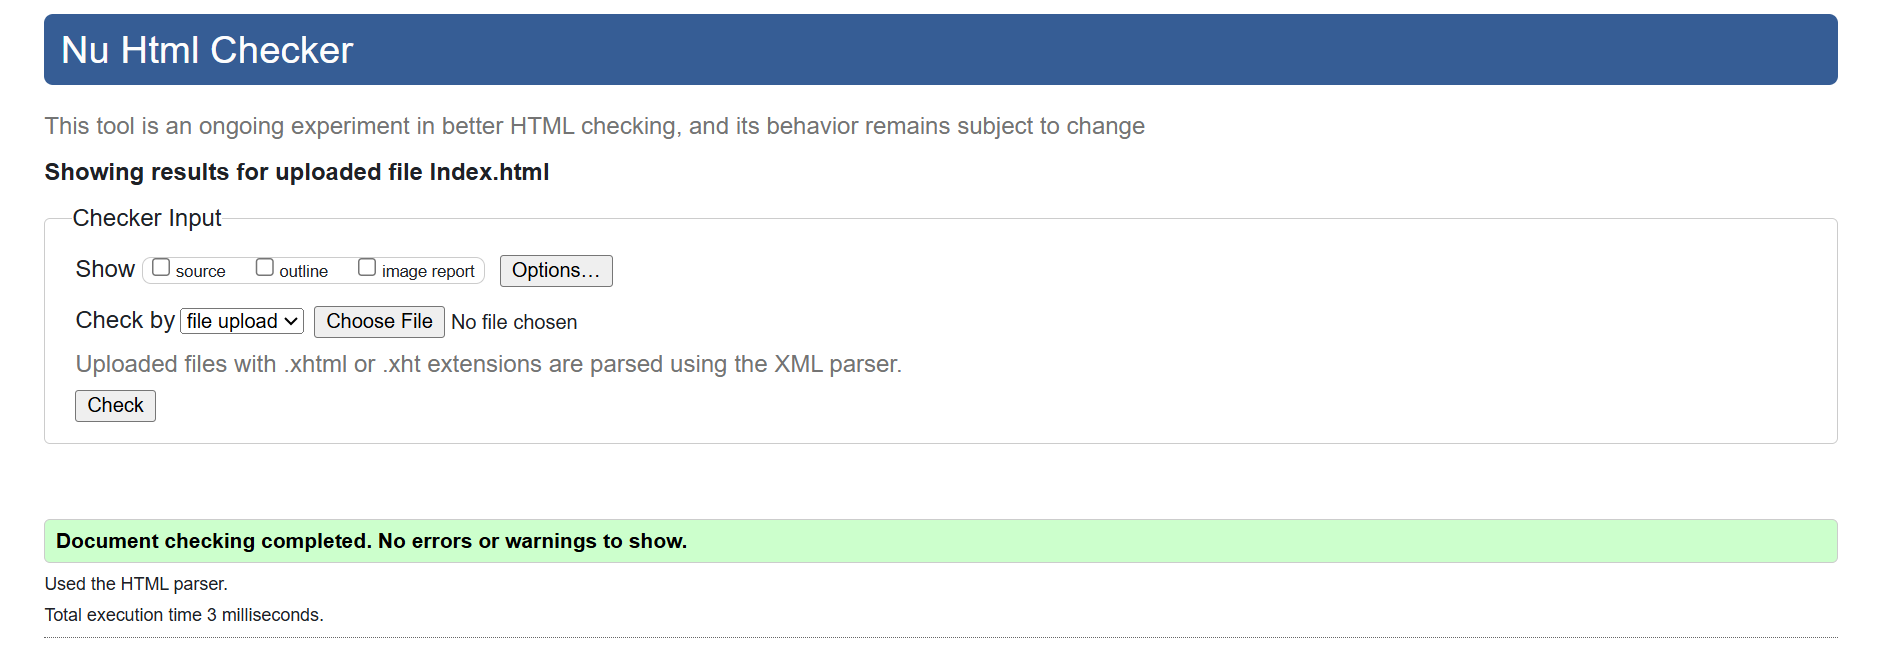 Nu Html Checker
This tool is an ongoing experiment in better HTML checking, and its behavior remains subject to change
Showing results for uploaded file Index.html
Checker Input
Show source outline image report Options…
Check by file upload Choose File No file chosen
Uploaded files with .xhtml or .xht extensions are parsed using the XML parser.
Check
Document checking completed. No errors or warnings to show.
Used the HTML parser.
Total execution time 3 milliseconds.